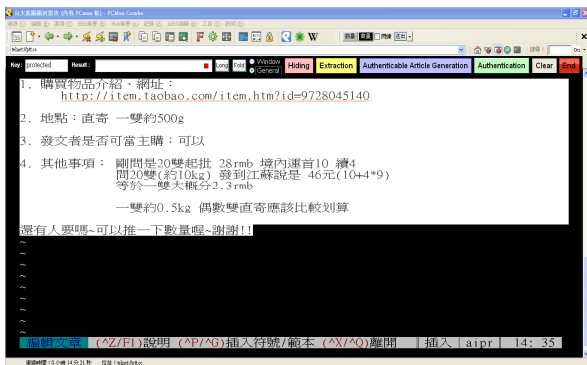 Key: protected Result: Long Fold Window General Hiding Extraction Authenticable Article Generation Authentication Clear End
1. 購買物品介紹、網址：
http://item.taobao.com/item.htm?id=9728045140
2. 地點：直寄 一雙約500g
3. 發文者是否可當主購：可以
4. 其他事項： 剛問是20雙起批 28rmb 境內運首10 續4
問20雙(約10kg) 發到江蘇說是 46元(10+4*9)
等於一雙大概分2.3rmb
一雙約0.5kg 偶數雙直寄應該比較划算
還有人要嗎~可以推一下數量喔~謝謝!!
~
~
~
~
~
~
~
編輯文章 (^Z/F1)說明 (^P/^G)插入符號/範本 (^X/^Q)離開 插入 aipr 14: 35